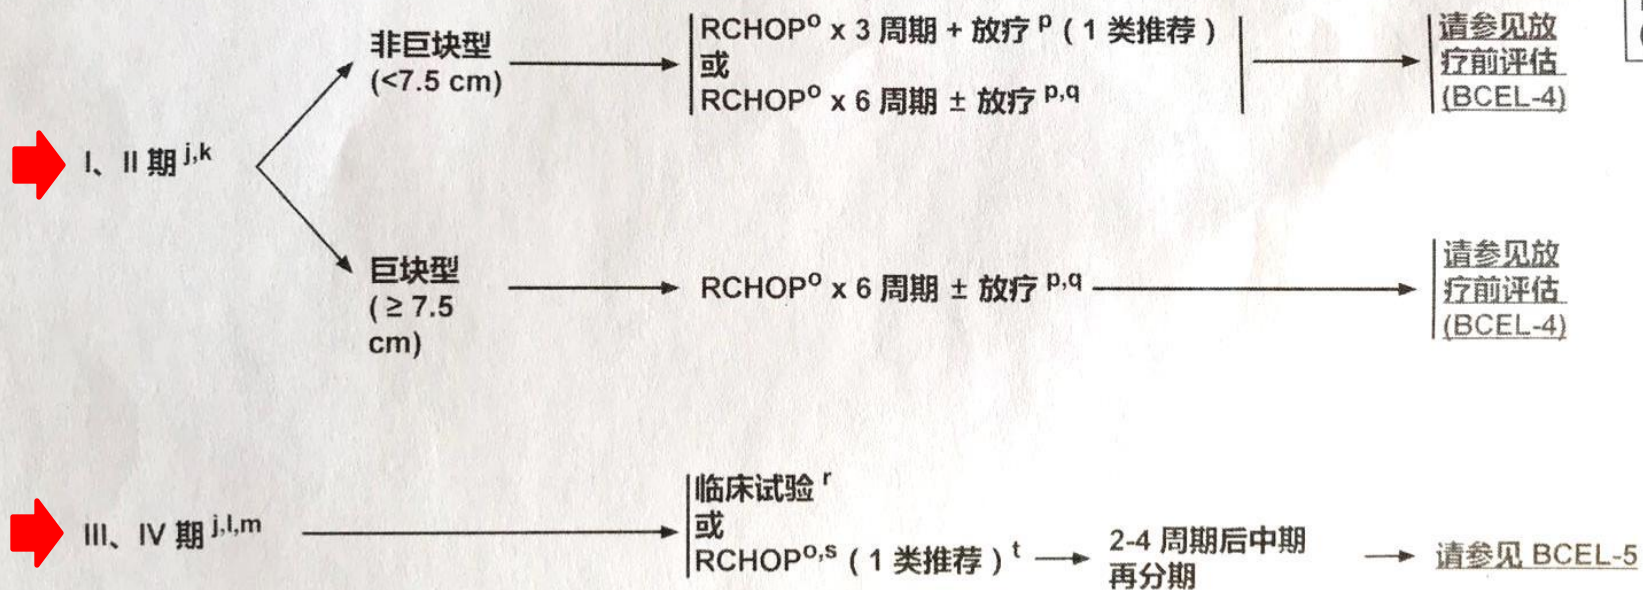 I、II 期 j,k
非巨块型
(<7.5 cm)
RCHOPᵒ x 3 周期 + 放疗 ᵖ ( 1 类推荐 )
或
RCHOPᵒ x 6 周期 ± 放疗 p,q
请参见放
疗前评估
(BCEL-4)
巨块型
( ≥ 7.5
cm)
RCHOPᵒ x 6 周期 ± 放疗 p,q
请参见放
疗前评估
(BCEL-4)
III、IV 期 j,l,m
临床试验 r
或
RCHOP o,s ( 1 类推荐 ) t
2-4 周期后中期
再分期
请参见 BCEL-5